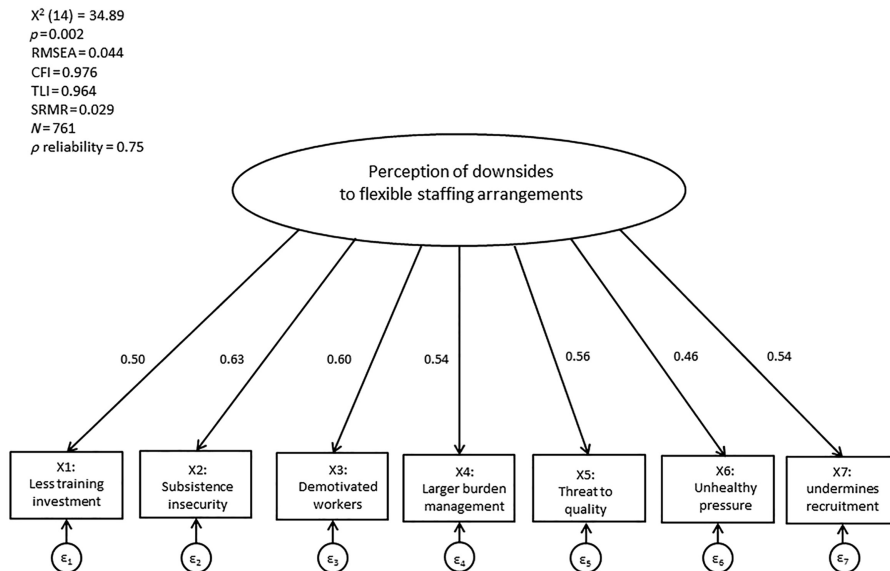 X² (14) = 34.89
p=0.002
RMSEA=0.044
CFI=0.976
TLI=0.964
SRMR=0.029
N=761
ρ reliability = 0.75
Perception of downsides
to flexible staffing arrangements
0.50
0.63
0.60
0.54
0.56
0.46
0.54
X1:
Less training
investment
X2:
Subsistence
insecurity
X3:
Demotivated
workers
X4:
Larger burden
management
X5:
Threat to
quality
X6:
Unhealthy
pressure
X7:
undermines
recruitment
ε₁
ε₂
ε₃
ε₄
ε₅
ε₆
ε₇